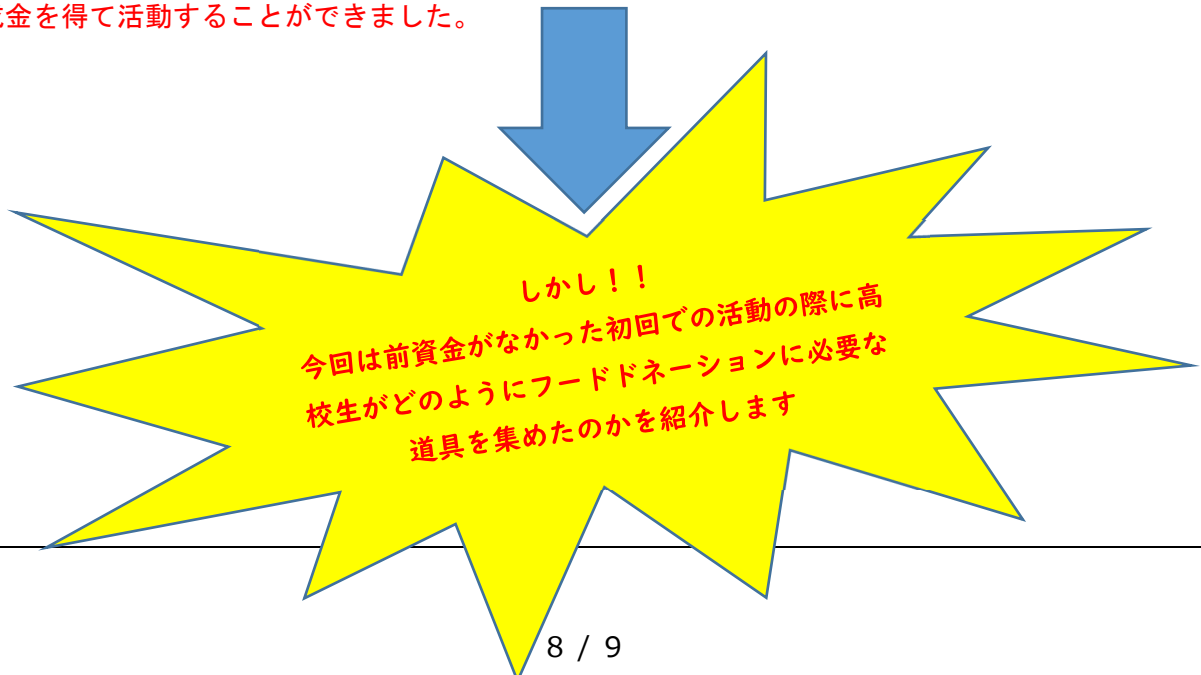 金を得て活動することができました。
しかし！！
今回は前資金がなかった初回での活動の際に高
校生がどのようにフードドネーションに必要な
道具を集めたのかを紹介します
8 / 9